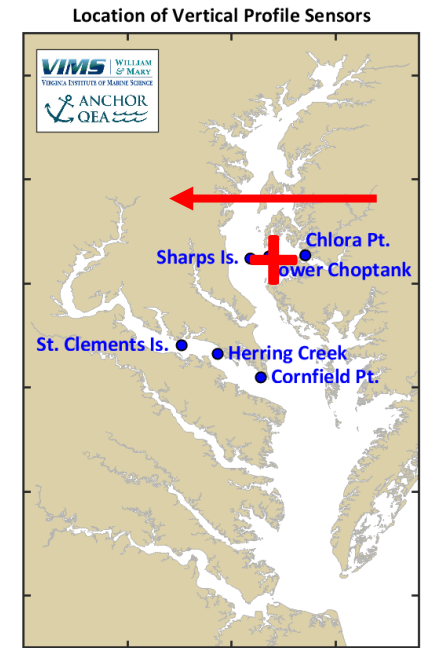 Location of Vertical Profile Sensors
VIMS | WILLIAM & MARY
VIRGINIA INSTITUTE OF MARINE SCIENCE
ANCHOR
QEA
Chlora Pt.
Sharps Is.
ower Choptank
St. Clements Is.
Herring Creek
Cornfield Pt.